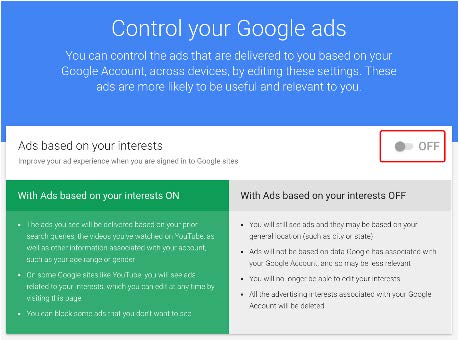 Control your Google ads
You can control the ads that are delivered to you based on your
Google Account, across devices, by editing these settings. These
ads are more likely to be useful and relevant to you.
Ads based on your interests
OFF
Improve your ad experience when you are signed in to Google sites
With Ads based on your interests ON
The ads you see will be delivered based on your prior
search queries, the videos you've watched on YouTube, as
well as other information associated with your account,
such as your age range or gender
On some Google sites like YouTube, you will see ads
related to your interests, which you can edit at any time by
visiting this page
You can block some ads that you don't want to see
With Ads based on your interests OFF
You will still see ads and they may be based on your
general location (such as city or state)
Ads will not be based on data Google has associated with
your Google Account, and so may be less relevant
You will no longer be able to edit your interests
All the advertising interests associated with your Google
Account will be deleted